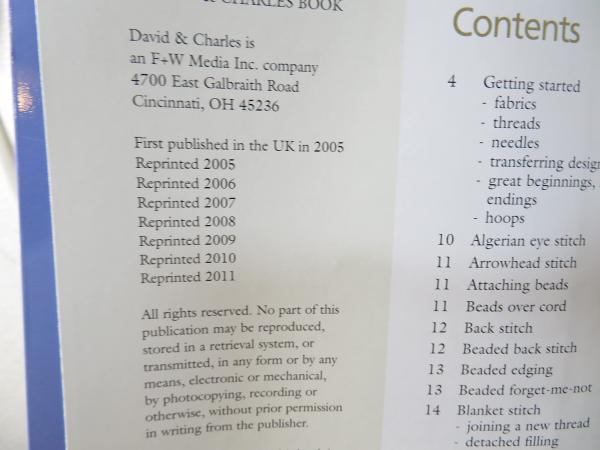 CHARLES BOOK
David & Charles is
an F+W Media Inc. company
4700 East Galbraith Road
Cincinnati, OH 45236
First published in the UK in 2005
Reprinted 2005
Reprinted 2006
Reprinted 2007
Reprinted 2008
Reprinted 2009
Reprinted 2010
Reprinted 2011
All rights reserved. No part of this
publication may be reproduced,
stored in a retrieval system, or
transmitted, in any form or by any
means, electronic or mechanical,
by photocopying, recording or
otherwise, without prior permission
in writing from the publisher.
Contents
4 Getting started
- fabrics
- threads
- needles
- transferring desig
- great beginnings,
endings
- hoops
10 Algerian eye stitch
11 Arrowhead stitch
11 Attaching beads
11 Beads over cord
12 Back stitch
12 Beaded back stitch
13 Beaded edging
13 Beaded forget-me-not
14 Blanket stitch
- joining a new thread
- detached filling